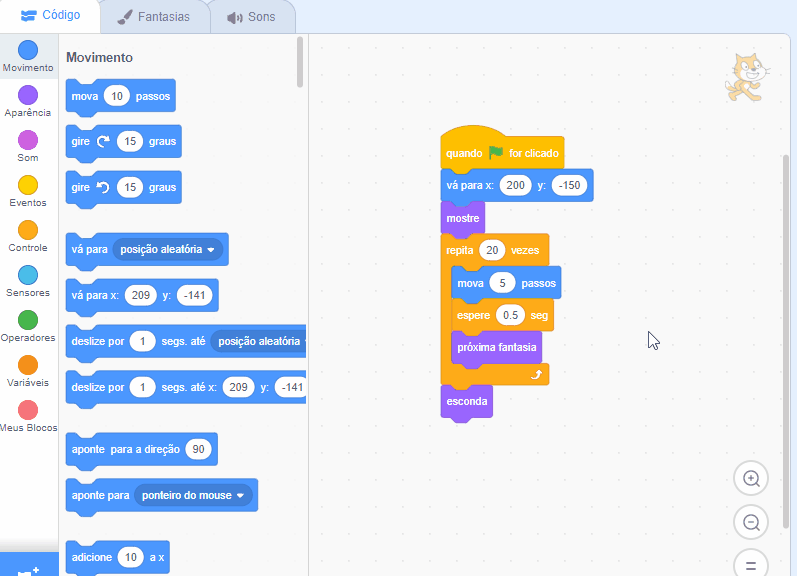 Código
Fantasias
Sons
Movimento
Aparência
Som
Eventos
Controle
Sensores
Operadores
Variáveis
Meus Blocos
Movimento
mova 10 passos
gire 15 graus
gire 15 graus
vá para posição aleatória
vá para x: 209 y: -141
deslize por 1 segs. até posição aleatória
deslize por 1 segs. até x: 209 y: -141
aponte para a direção 90
aponte para ponteiro do mouse
adicione 10 a x
quando for clicado
vá para x: 200 y: -150
mostre
repita 20 vezes
mova 5 passos
espere 0.5 seg
próxima fantasia
esconda